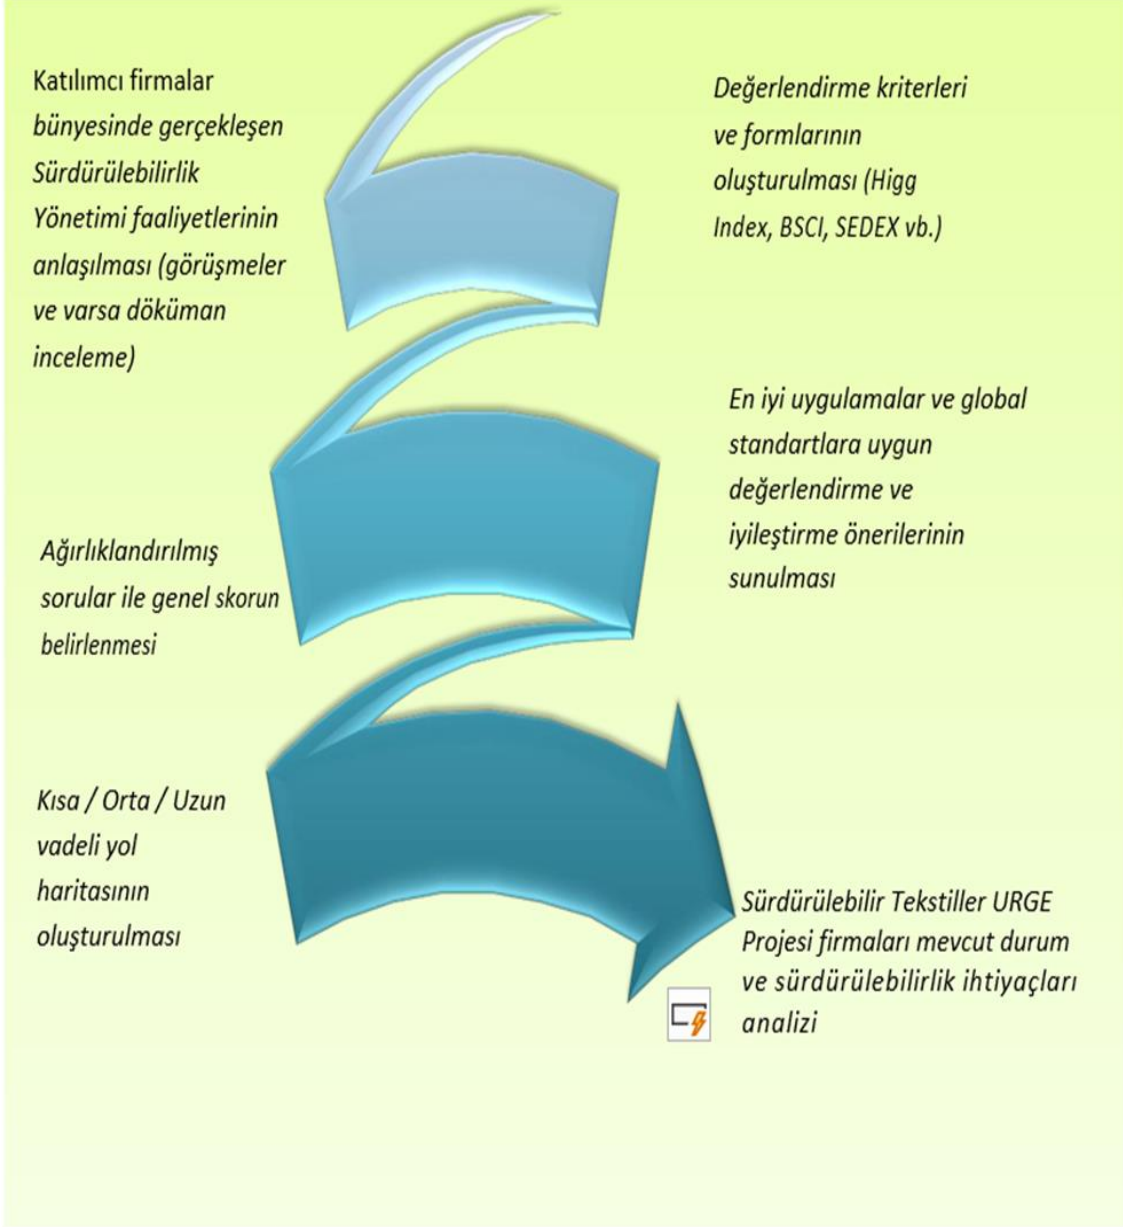 Katılımcı firmalar
bünyesinde gerçekleşen
Sürdürülebilirlik
Yönetimi faaliyetlerinin
anlaşılması (görüşmeler
ve varsa döküman
inceleme)
Değerlendirme kriterleri
ve formlarının
oluşturulması (Higg
Index, BSCI, SEDEX vb.)
Ağırlıklandırılmış
sorular ile genel skorun
belirlenmesi
En iyi uygulamalar ve global
standartlara uygun
değerlendirme ve
iyileştirme önerilerinin
sunulması
Kısa / Orta / Uzun
vadeli yol
haritasının
oluşturulması
Sürdürülebilir Tekstiller URGE
Projesi firmaları mevcut durum
ve sürdürülebilirlik ihtiyaçları
analizi